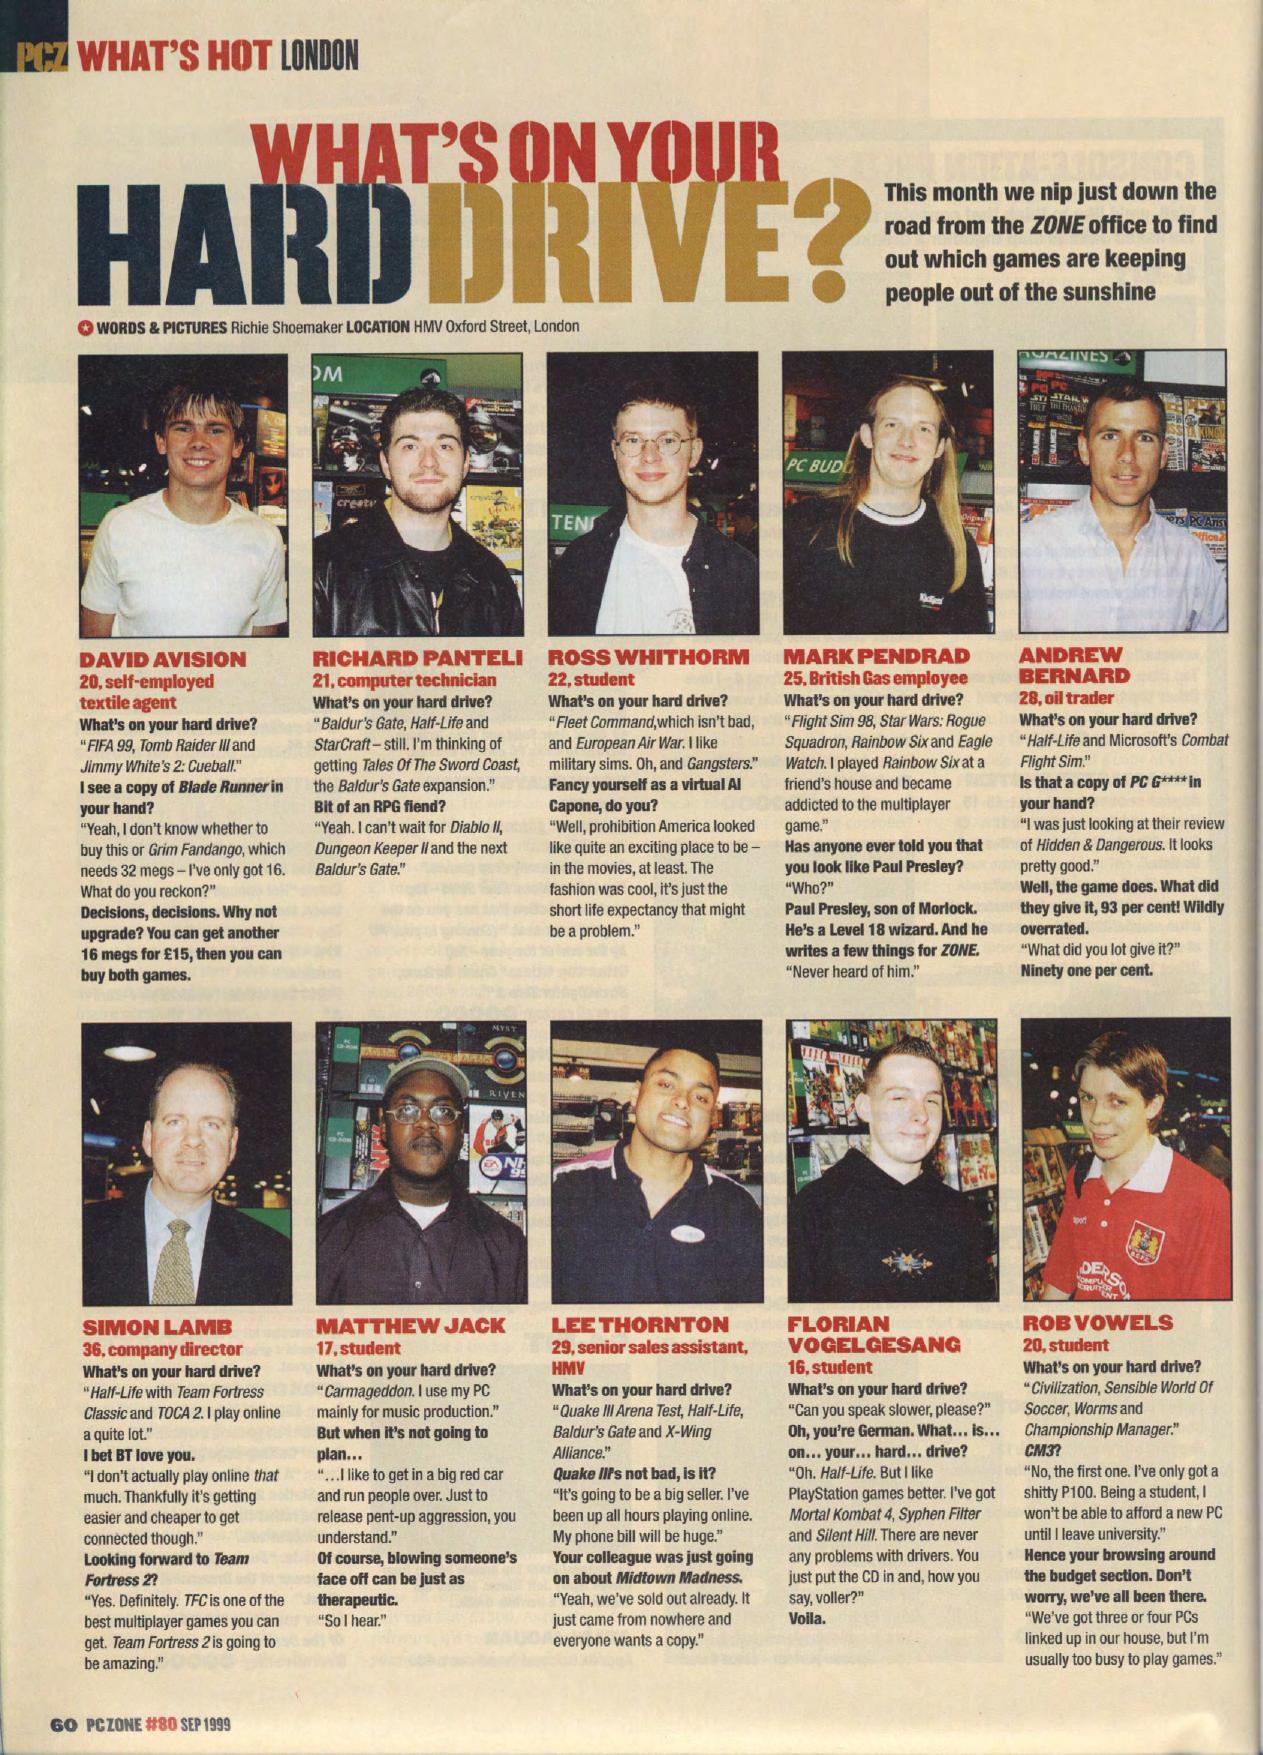 PCZ WHAT'S HOT LONDON
WHAT'S ON YOUR
HARD DRIVE?
This month we nip just down the
road from the ZONE office to find
out which games are keeping
people out of the sunshine
WORDS & PICTURES Richie Shoemaker LOCATION HMV Oxford Street, London
DAVID AVISION
20, self-employed
textile agent
What's on your hard drive?
"FIFA 99, Tomb Raider III and
Jimmy White's 2: Cueball."
I see a copy of Blade Runner in
your hand?
"Yeah, I don't know whether to
buy this or Grim Fandango, which
needs 32 megs – I've only got 16.
What do you reckon?"
Decisions, decisions. Why not
upgrade? You can get another
16 megs for £15, then you can
buy both games.
OM
creatu
RICHARD PANTELI
21, computer technician
What's on your hard drive?
"Baldur's Gate, Half-Life and
StarCraft – still. I'm thinking of
getting Tales Of The Sword Coast,
the Baldur's Gate expansion."
Bit of an RPG fiend?
"Yeah. I can't wait for Diablo II,
Dungeon Keeper II and the next
Baldur's Gate."
TEN
ROSS WHITHORM
22, student
What's on your hard drive?
"Fleet Command, which isn't bad,
and European Air War. I like
military sims. Oh, and Gangsters."
Fancy yourself as a virtual Al
Capone, do you?
"Well, prohibition America looked
like quite an exciting place to be –
in the movies, at least. The
fashion was cool, it's just the
short life expectancy that might
be a problem."
PC BUDG
MARK PENDRAD
25, British Gas employee
What's on your hard drive?
"Flight Sim 98, Star Wars: Rogue
Squadron, Rainbow Six and Eagle
Watch. I played Rainbow Six at a
friend's house and became
addicted to the multiplayer
game."
Has anyone ever told you that
you look like Paul Presley?
"Who?"
Paul Presley, son of Morlock.
He's a Level 18 wizard. And he
writes a few things for ZONE.
"Never heard of him."
AGAZINES
ANDREW
BERNARD
28, oil trader
What's on your hard drive?
"Half-Life and Microsoft's Combat
Flight Sim."
Is that a copy of PC G**** in
your hand?
"I was just looking at their review
of Hidden & Dangerous. It looks
pretty good."
Well, the game does. What did
they give it, 93 per cent! Wildly
overrated.
"What did you lot give it?"
Ninety one per cent.
SIMON LAMB
36, company director
What's on your hard drive?
"Half-Life with Team Fortress
Classic and TOCA 2. I play online
a quite lot."
I bet BT love you.
"I don't actually play online that
much. Thankfully it's getting
easier and cheaper to get
connected though."
Looking forward to Team
Fortress 2?
"Yes. Definitely. TFC is one of the
best multiplayer games you can
get. Team Fortress 2 is going to
be amazing."
MYST
RIVEN
MATTHEW JACK
17, student
What's on your hard drive?
"Carmageddon. I use my PC
mainly for music production."
But when it's not going to
plan...
"...I like to get in a big red car
and run people over. Just to
release pent-up aggression, you
understand."
Of course, blowing someone's
face off can be just as
therapeutic.
"So I hear."
LEE THORNTON
29, senior sales assistant,
HMV
What's on your hard drive?
"Quake III Arena Test, Half-Life,
Baldur's Gate and X-Wing
Alliance."
Quake III's not bad, is it?
"It's going to be a big seller. I've
been up all hours playing online.
My phone bill will be huge."
Your colleague was just going
on about Midtown Madness.
"Yeah, we've sold out already. It
just came from nowhere and
everyone wants a copy."
FLORIAN
VOGELGESANG
16, student
What's on your hard drive?
"Can you speak slower, please?"
Oh, you're German. What... is...
on... your... hard... drive?
"Oh. Half-Life. But I like
PlayStation games better. I've got
Mortal Kombat 4, Syphen Filter
and Silent Hill. There are never
any problems with drivers. You
just put the CD in and, how you
say, voller?"
Voila.
ROB VOWELS
20, student
What's on your hard drive?
"Civilization, Sensible World Of
Soccer, Worms and
Championship Manager."
CM3?
"No, the first one. I've only got a
shitty P100. Being a student, I
won't be able to afford a new PC
until I leave university."
Hence your browsing around
the budget section. Don't
worry, we've all been there.
"We've got three or four PCs
linked up in our house, but I'm
usually too busy to play games."
60 PC ZONE #80 SEP 1999